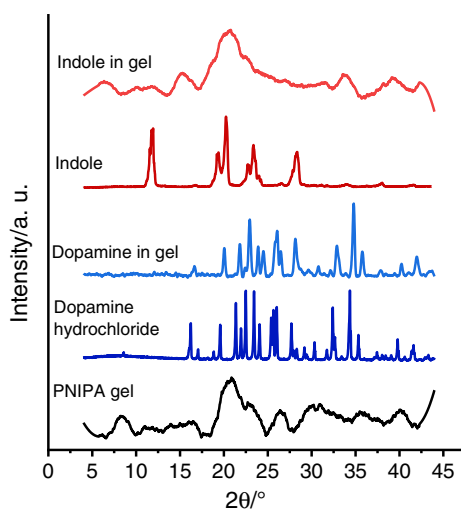 Indole in gel
Indole
Dopamine in gel
Dopamine
hydrochloride
PNIPA gel
Intensity/a. u.
0 5 10 15 20 25 30 35 40 45
2θ/°